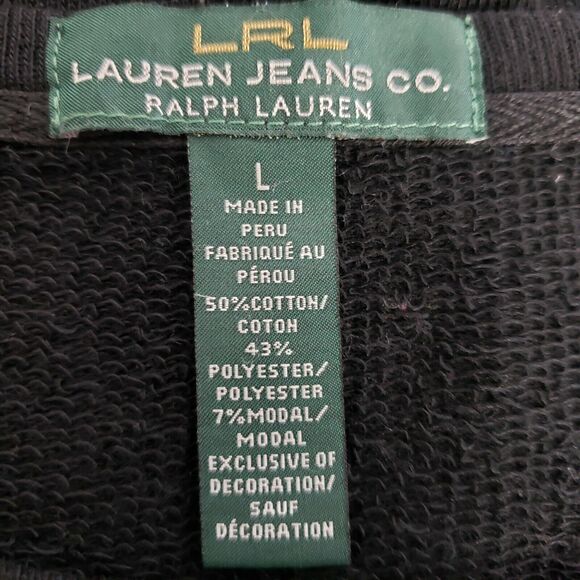 LRL
LAUREN JEANS CO.
RALPH LAUREN
L
MADE IN
PERU
FABRIQUÉ AU
PÉROU
50%COTTON/
COTON
43%
POLYESTER/
POLYESTER
7%MODAL/
MODAL
EXCLUSIVE OF
DECORATION/
SAUF
DÉCORATION